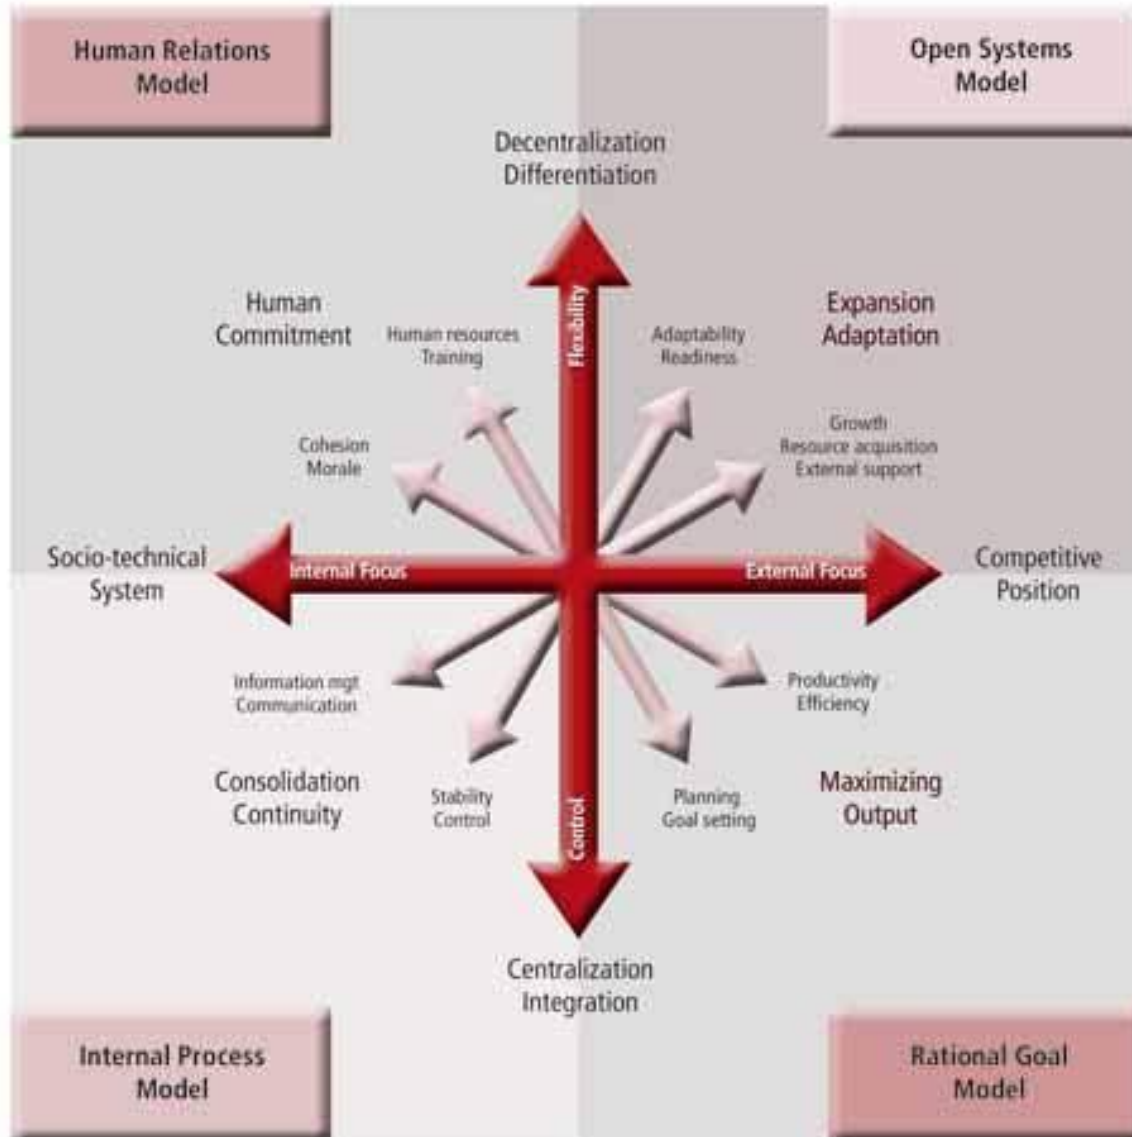 Human Relations
Model
Open Systems
Model
Decentralization
Differentiation
Flexibility
Human
Commitment
Human resources
Training
Adaptability
Readiness
Expansion
Adaptation
Cohesion
Morale
Growth
Resource acquisition
External support
Socio-technical
System
Internal Focus
External Focus
Competitive
Position
Information mgt
Communication
Productivity
Efficiency
Consolidation
Continuity
Stability
Control
Control
Planning
Goal setting
Maximizing
Output
Centralization
Integration
Internal Process
Model
Rational Goal
Model